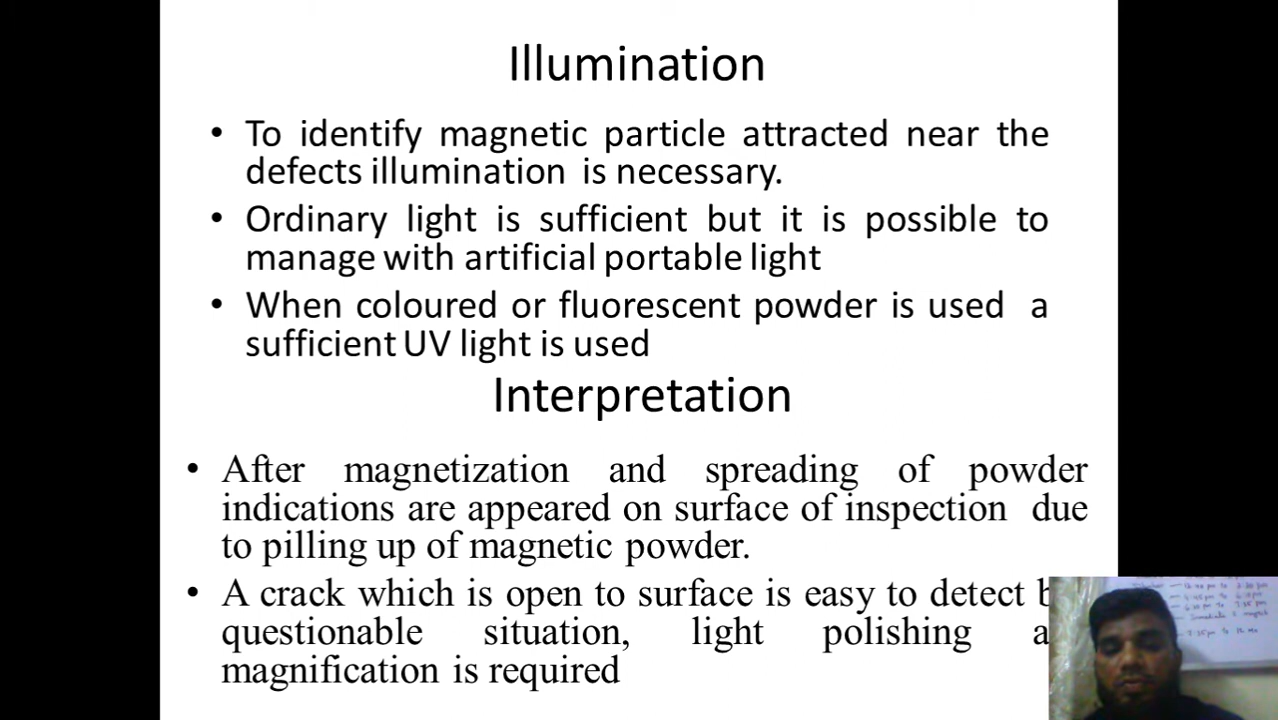 Illumination
• To identify magnetic particle attracted near the
defects illumination is necessary.
• Ordinary light is sufficient but it is possible to
manage with artificial portable light
• When coloured or fluorescent powder is used a
sufficient UV light is used
Interpretation
• After magnetization and spreading of powder
indications are appeared on surface of inspection due
to pilling up of magnetic powder.
• A crack which is open to surface is easy to detect
questionable situation, light polishing
magnification is required